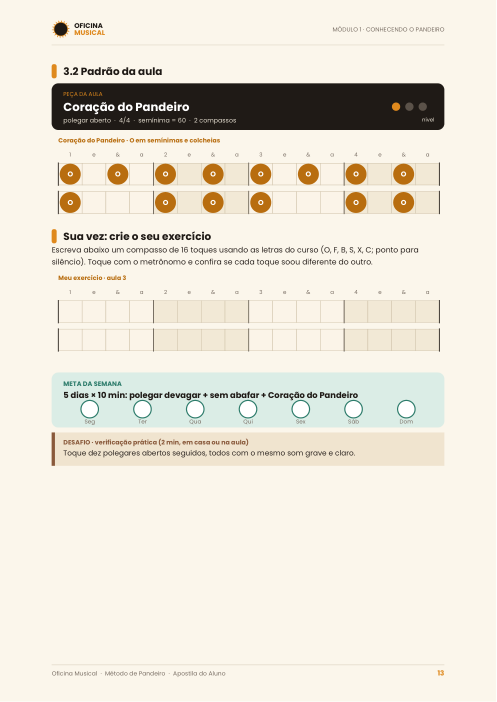 OFICINA
MUSICAL
MÓDULO 1 · CONHECENDO O PANDEIRO
3.2 Padrão da aula
PEÇA DA AULA
Coração do Pandeiro
polegar aberto · 4/4 · semínima = 60 · 2 compassos
nível
Coração do Pandeiro · O em semínimas e colcheias
1 e & a 2 e & a 3 e & a 4 e & a
O O O O O O O O
O O O O O O
Sua vez: crie o seu exercício
Escreva abaixo um compasso de 16 toques usando as letras do curso (O, F, B, S, X, C; ponto para
silêncio). Toque com o metrônomo e confira se cada toque soou diferente do outro.
Meu exercício · aula 3
1 e & a 2 e & a 3 e & a 4 e & a
META DA SEMANA
5 dias × 10 min: polegar devagar + sem abafar + Coração do Pandeiro
Seg Ter Qua Qui Sex Sáb Dom
DESAFIO · verificação prática (2 min, em casa ou na aula)
Toque dez polegares abertos seguidos, todos com o mesmo som grave e claro.
Oficina Musical · Método de Pandeiro · Apostila do Aluno
13